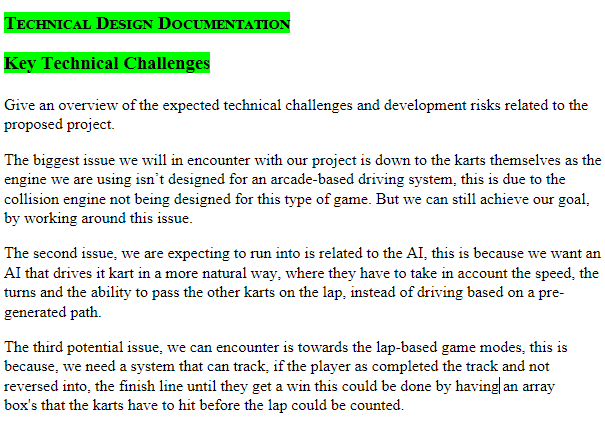 TECHNICAL DESIGN DOCUMENTATION
Key Technical Challenges
Give an overview of the expected technical challenges and development risks related to the
proposed project.
The biggest issue we will in encounter with our project is down to the karts themselves as the
engine we are using isn't designed for an arcade-based driving system, this is due to the
collision engine not being designed for this type of game. But we can still achieve our goal,
by working around this issue.
The second issue, we are expecting to run into is related to the AI, this is because we want an
AI that drives it kart in a more natural way, where they have to take in account the speed, the
turns and the ability to pass the other karts on the lap, instead of driving based on a pre-
generated path.
The third potential issue, we can encounter is towards the lap-based game modes, this is
because, we need a system that can track, if the player as completed the track and not
reversed into, the finish line until they get a win this could be done by having an array
box's that the karts have to hit before the lap could be counted.